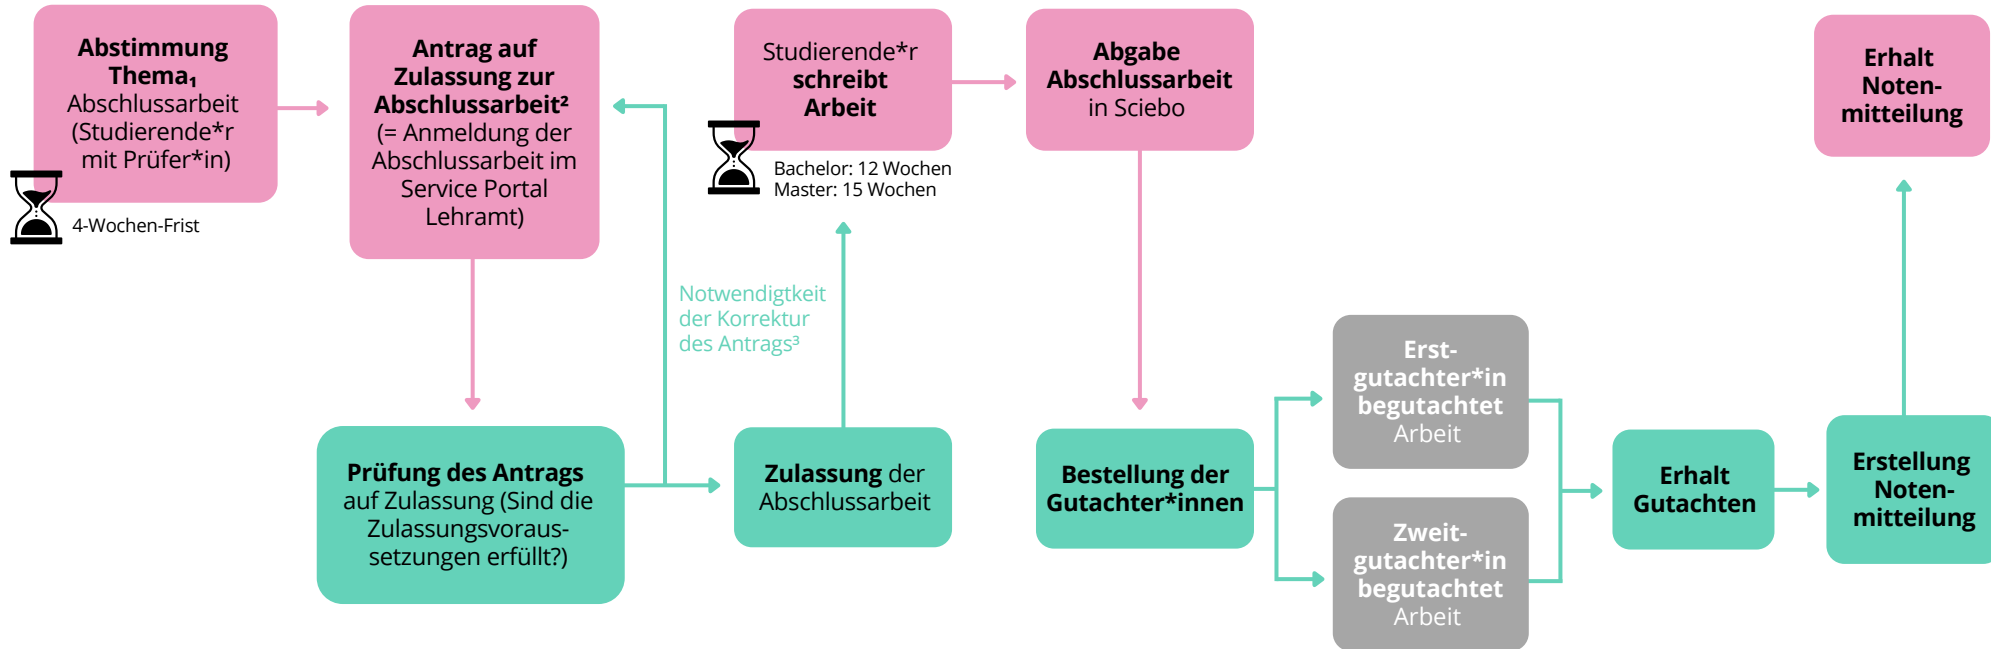 Abstimmung
Thema₁
Abschlussarbeit
(Studierende*r
mit Prüfer*in)
4-Wochen-Frist
Antrag auf
Zulassung zur
Abschlussarbeit²
(= Anmeldung der
Abschlussarbeit im
Service Portal
Lehramt)
Prüfung des Antrags
auf Zulassung (Sind die
Zulassungsvoraus-
setzungen erfüllt?)
Notwendigtkeit
der Korrektur
des Antrags³
Zulassung der
Abschlussarbeit
Studierende*r
schreibt
Arbeit
Bachelor: 12 Wochen
Master: 15 Wochen
Abgabe
Abschlussarbeit
in Sciebo
Bestellung der
Gutachter*innen
Erst-
gutachter*in
begutachtet
Arbeit
Zweit-
gutachter*in
begutachtet
Arbeit
Erhalt
Gutachten
Erstellung
Noten-
mitteilung
Erhalt
Noten-
mitteilung